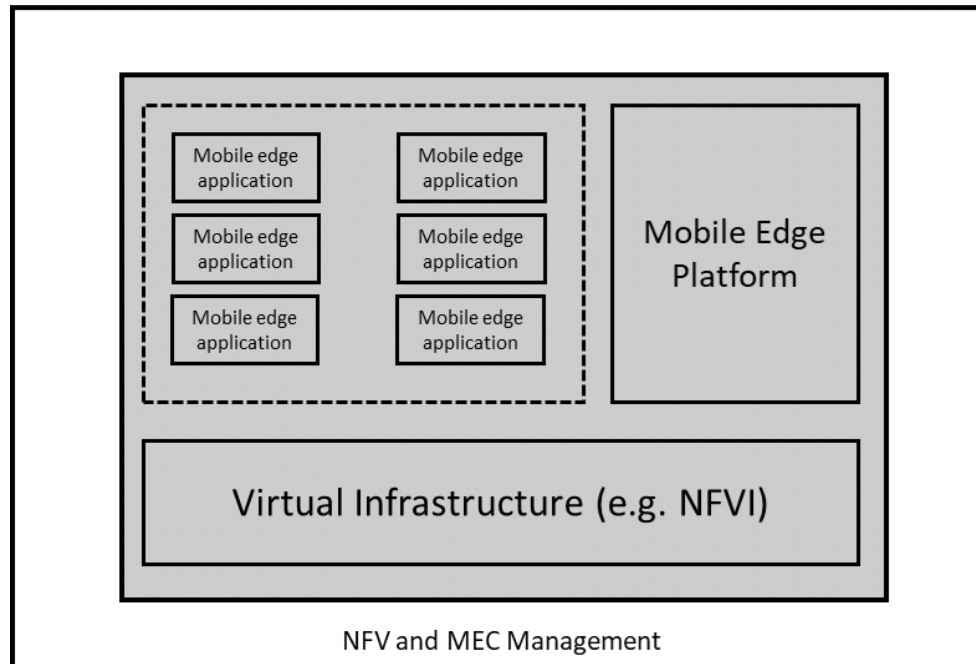 Mobile edge
application
Mobile edge
application
Mobile edge
application
Mobile edge
application
Mobile edge
application
Mobile edge
application
Mobile Edge
Platform
Virtual Infrastructure (e.g. NFVI)
NFV and MEC Management